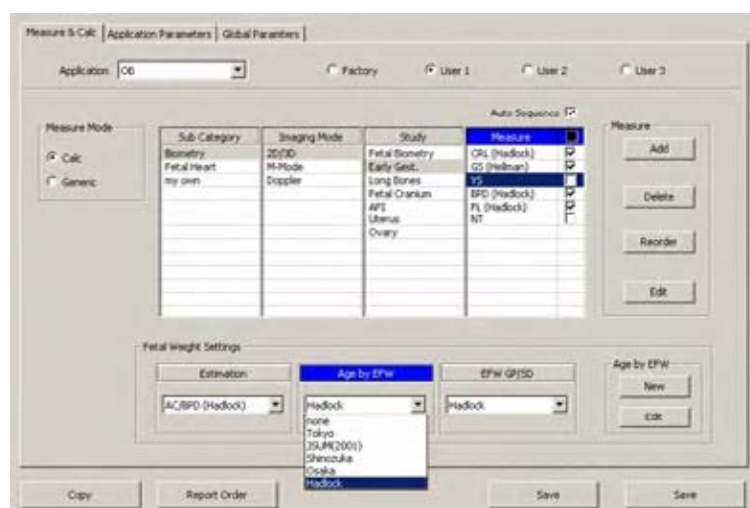 Measure & Calc Application Parameters Global Paramters
Application OB Factory User 1 User 2 User 3
Auto Sequence
Measure Mode
Calc
Generic
Sub Category Imaging Mode Study Measure
Biometry 2D/3D Fetal Biometry CRL (Hadlock)
Fetal Heart M-Mode Early Gest. GS (Hellman)
my own Doppler Long Bones YS
Fetal Cranium BPD (Hadlock)
AFI FL (Hadlock)
Uterus NT
Ovary
Measure
Add
Delete
Reorder
Edit
Fetal Weight Settings
Estimation Age by EFW EFW GP/SD
AC/BPD (Hadlock) Hadlock Hadlock
none
Tokyo
JSUM(2001)
Shinozuka
Osaka
Hadlock
Age by EFW
New
Edit
Copy Report Order Save Save